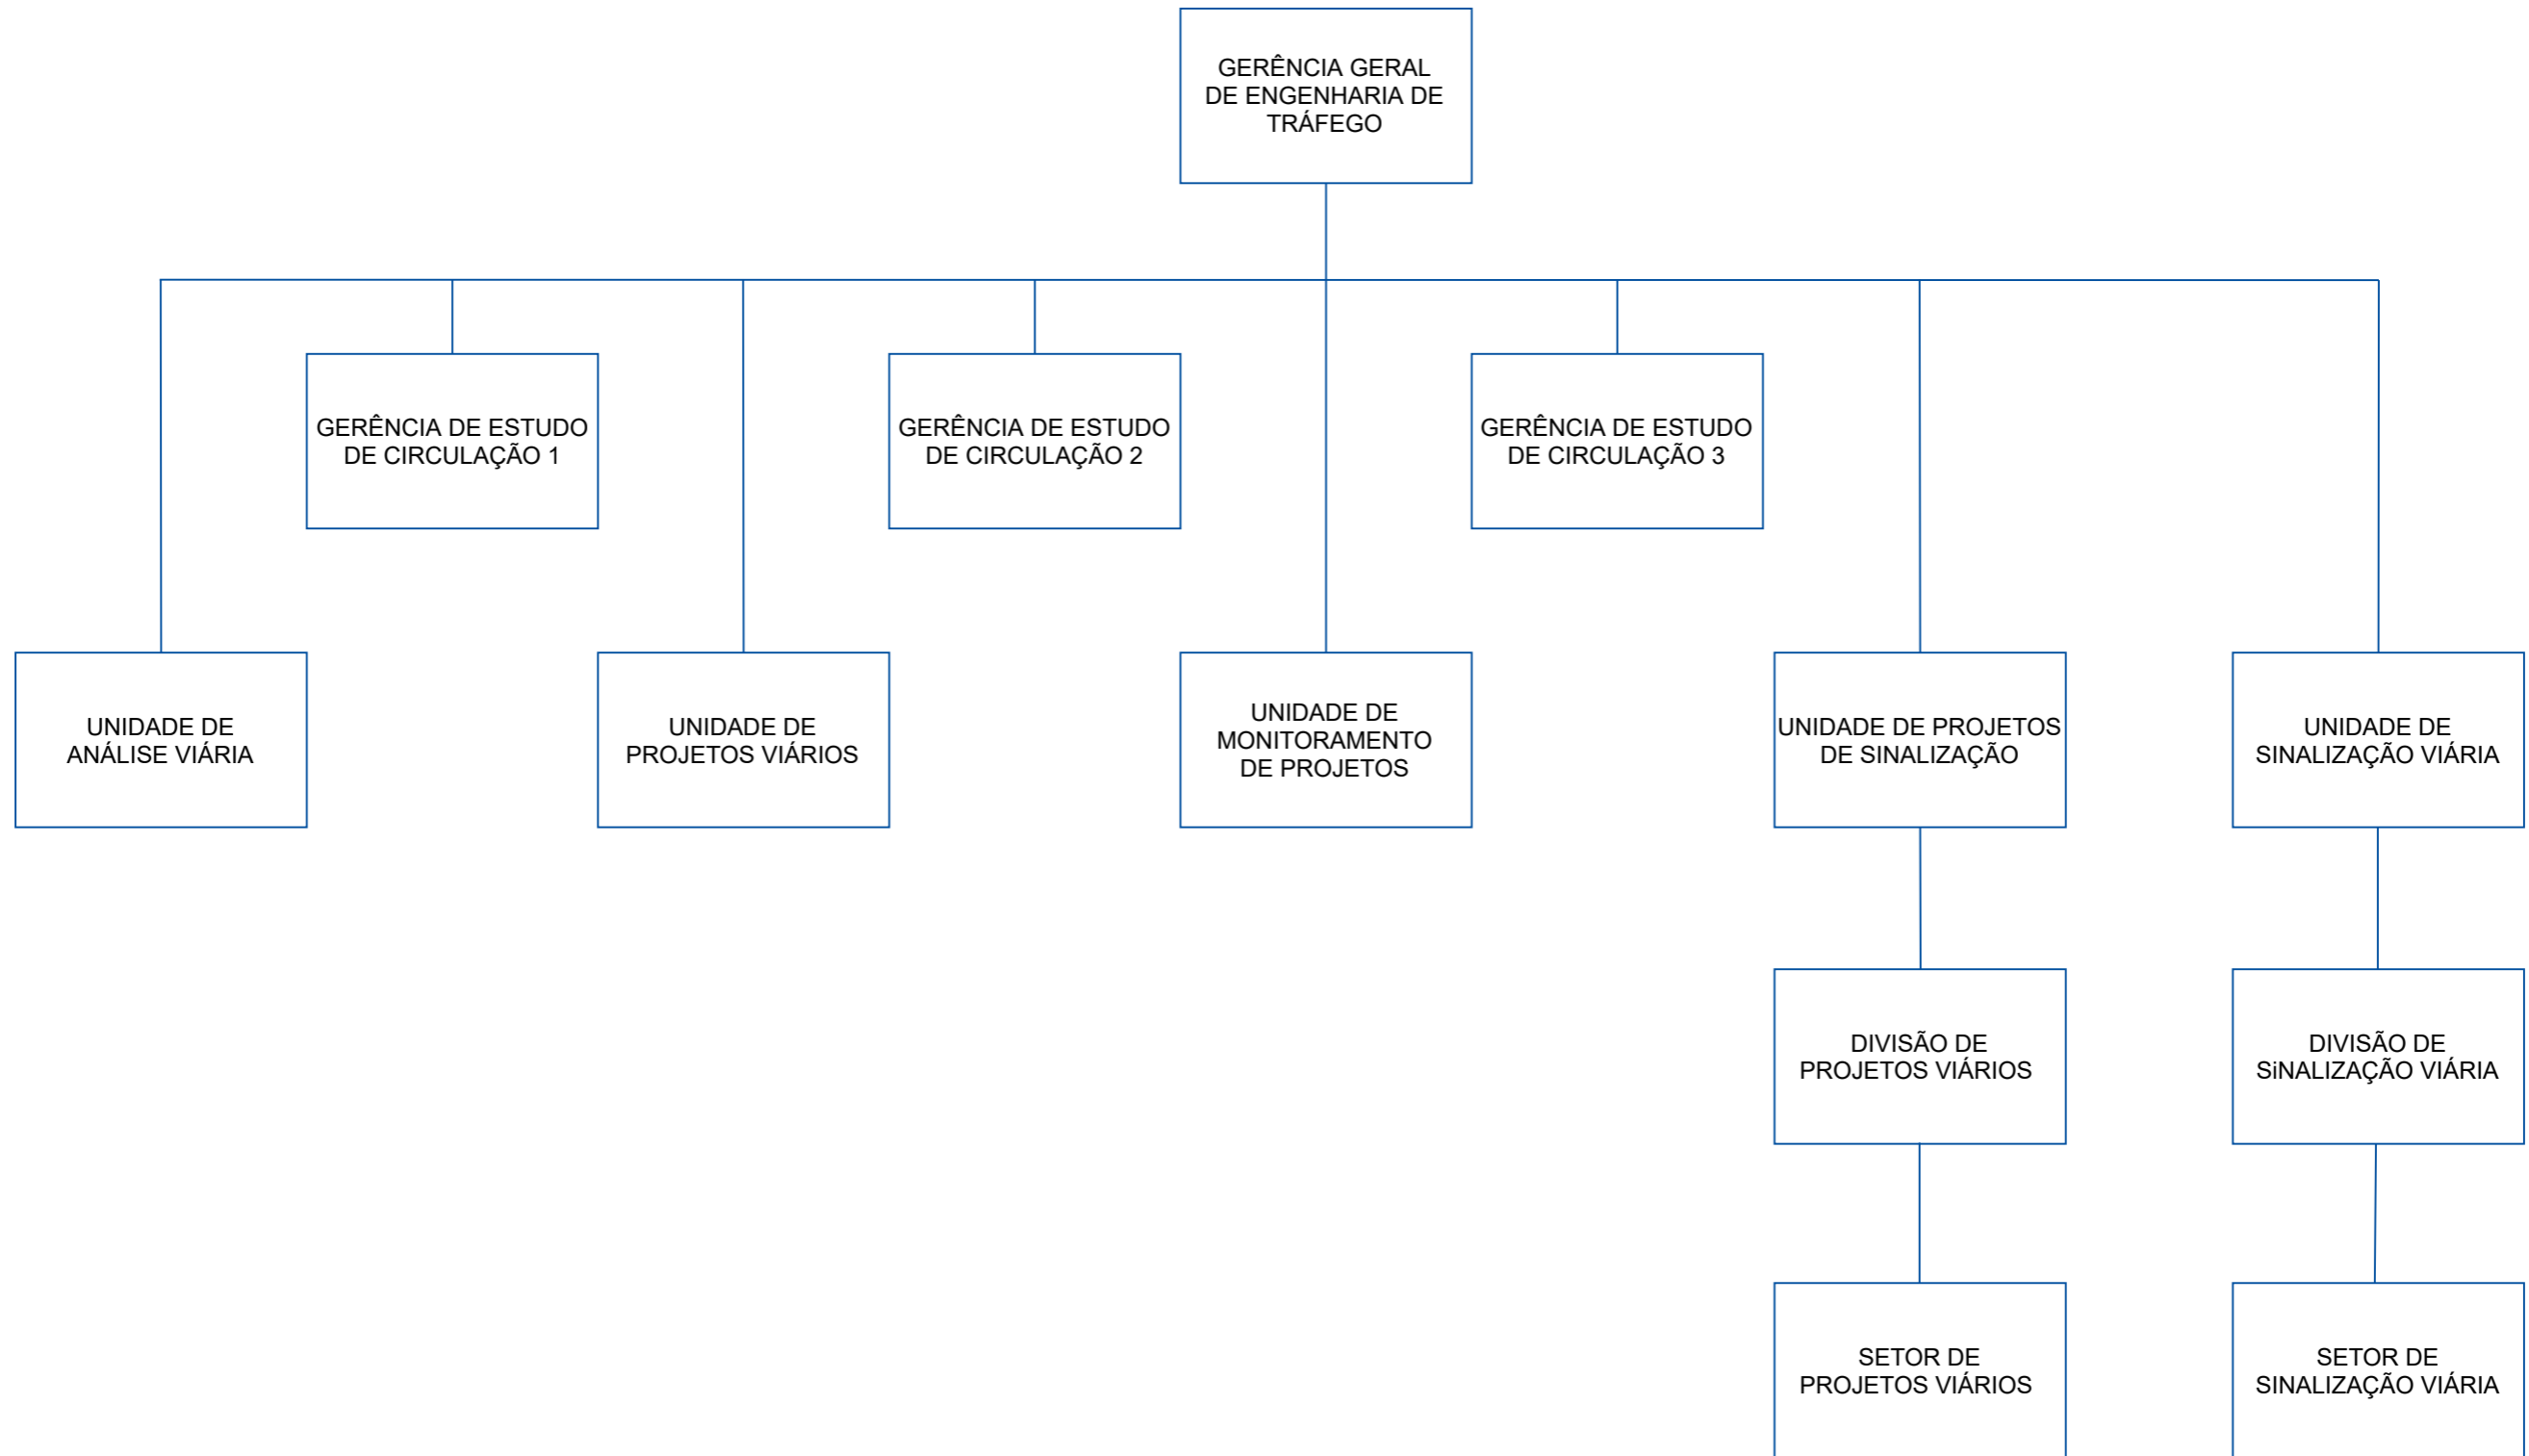 GERÊNCIA GERAL
DE ENGENHARIA DE
TRÁFEGO
GERÊNCIA DE ESTUDO
DE CIRCULAÇÃO 1
GERÊNCIA DE ESTUDO
DE CIRCULAÇÃO 2
GERÊNCIA DE ESTUDO
DE CIRCULAÇÃO 3
UNIDADE DE
ANÁLISE VIÁRIA
UNIDADE DE
PROJETOS VIÁRIOS
UNIDADE DE
MONITORAMENTO
DE PROJETOS
UNIDADE DE PROJETOS
DE SINALIZAÇÃO
UNIDADE DE
SINALIZAÇÃO VIÁRIA
DIVISÃO DE
PROJETOS VIÁRIOS
DIVISÃO DE
SiNALIZAÇÃO VIÁRIA
SETOR DE
PROJETOS VIÁRIOS
SETOR DE
SINALIZAÇÃO VIÁRIA